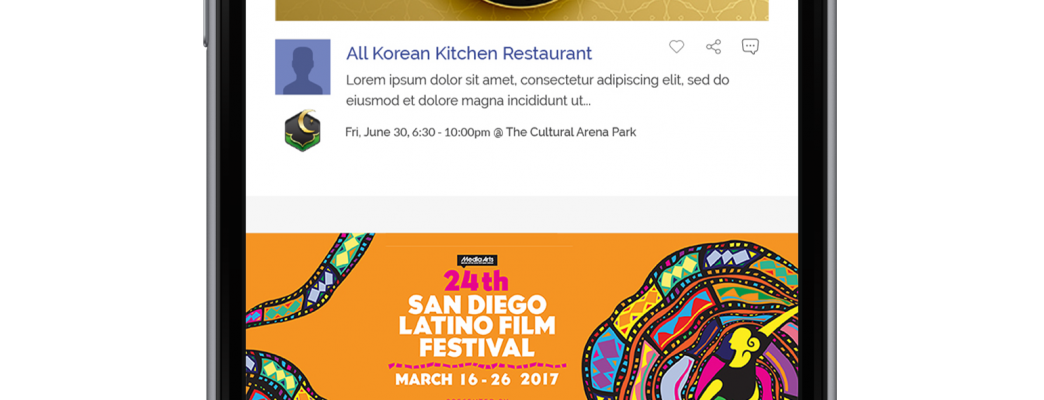 All Korean Kitchen Restaurant
Lorem ipsum dolor sit amet, consectetur adipiscing elit, sed do
eiusmod et dolore magna incididunt ut...
Fri, June 30, 6:30 - 10:00pm @ The Cultural Arena Park
Media Arts
24th
SAN DIEGO
LATINO FILM
FESTIVAL
MARCH 16 - 26 2017